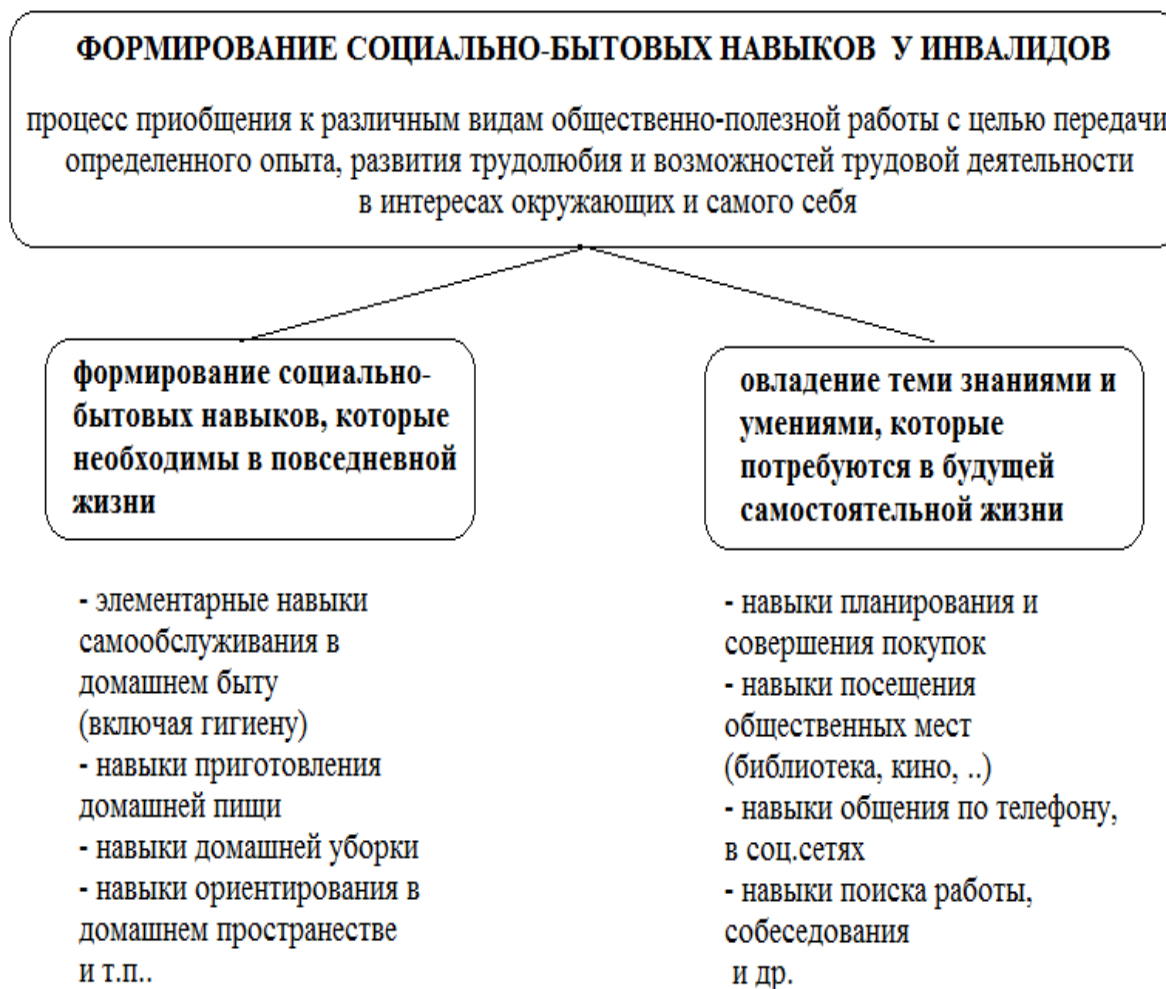 ФОРМИРОВАНИЕ СОЦИАЛЬНО-БЫТОВЫХ НАВЫКОВ У ИНВАЛИДОВ
процесс приобщения к различным видам общественно-полезной работы с целью передачи
определенного опыта, развития трудолюбия и возможностей трудовой деятельности
в интересах окружающих и самого себя
формирование социально-
бытовых навыков, которые
необходимы в повседневной
жизни
- элементарные навыки
самообслуживания в
домашнем быту
(включая гигиену)
- навыки приготовления
домашней пищи
- навыки домашней уборки
- навыки ориентирования в
домашнем пространестве
и т.п..
овладение теми знаниями и
умениями, которые
потребуются в будущей
самостоятельной жизни
- навыки планирования и
совершения покупок
- навыки посещения
общественных мест
(библиотека, кино, ..)
- навыки общения по телефону,
в соц.сетях
- навыки поиска работы,
собеседования
и др.